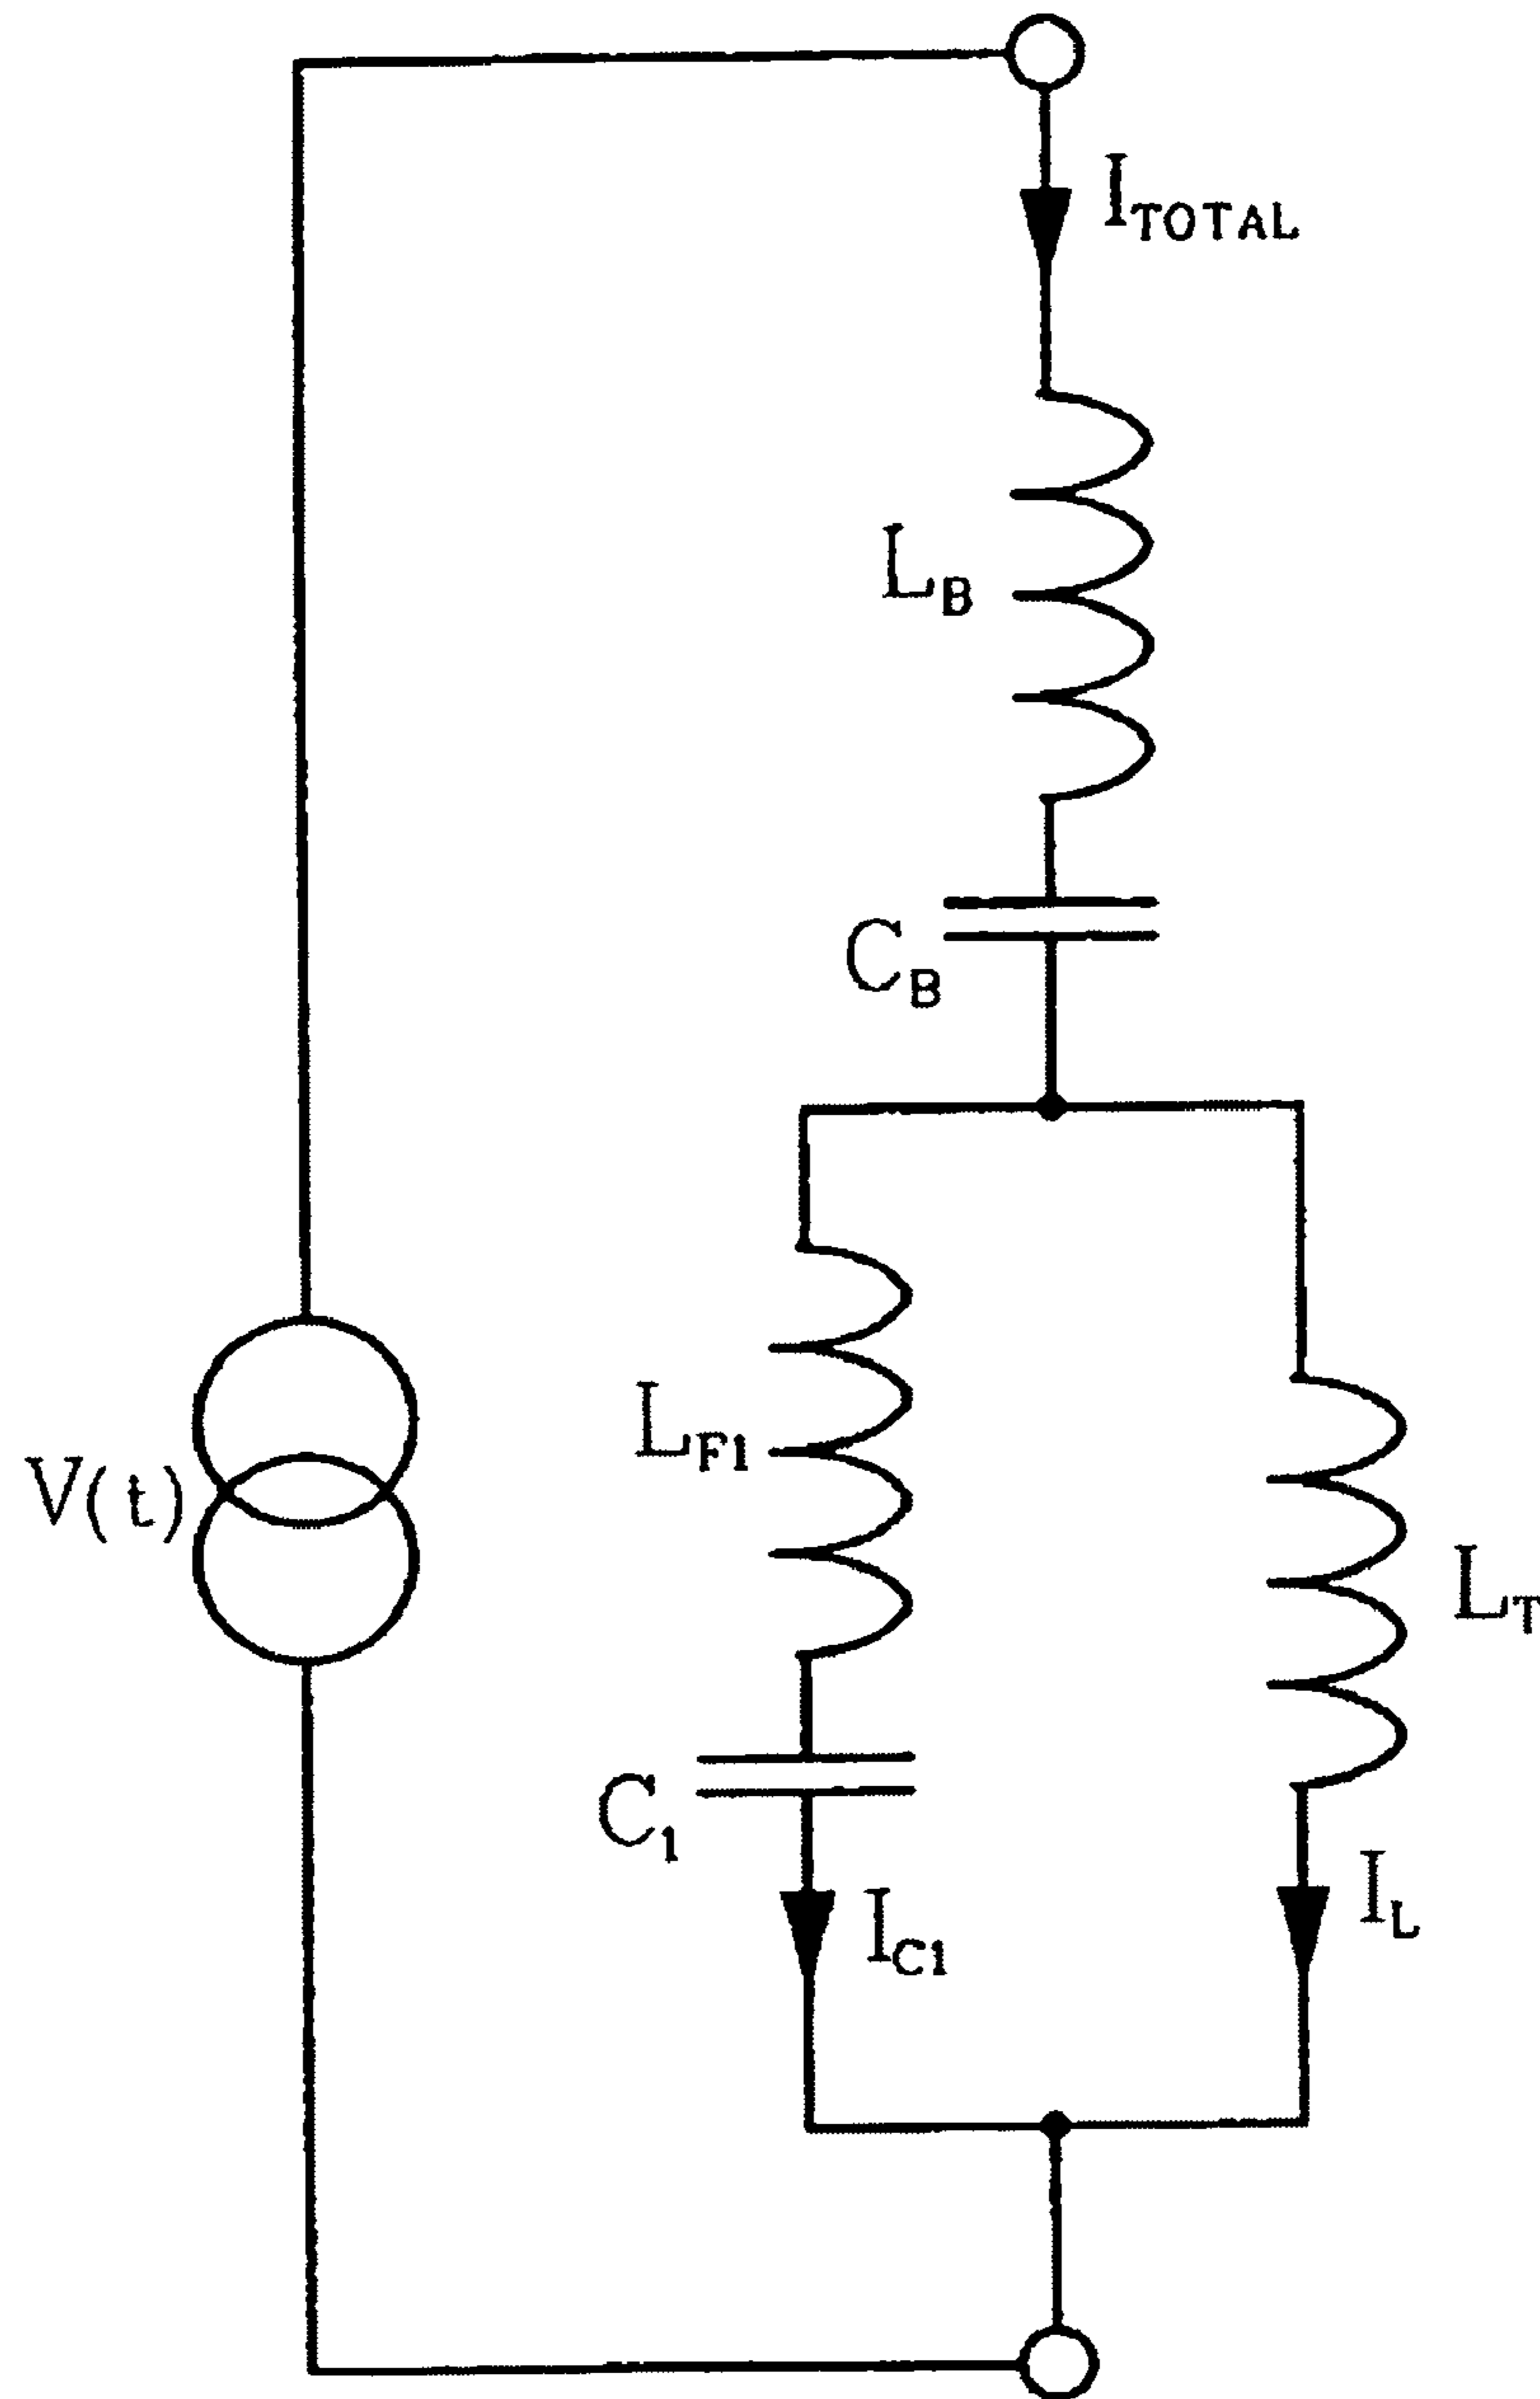 I_TOTAL
L_B
C_B
L_F1
V(t)
L_T
C_1
I_C1
I_L